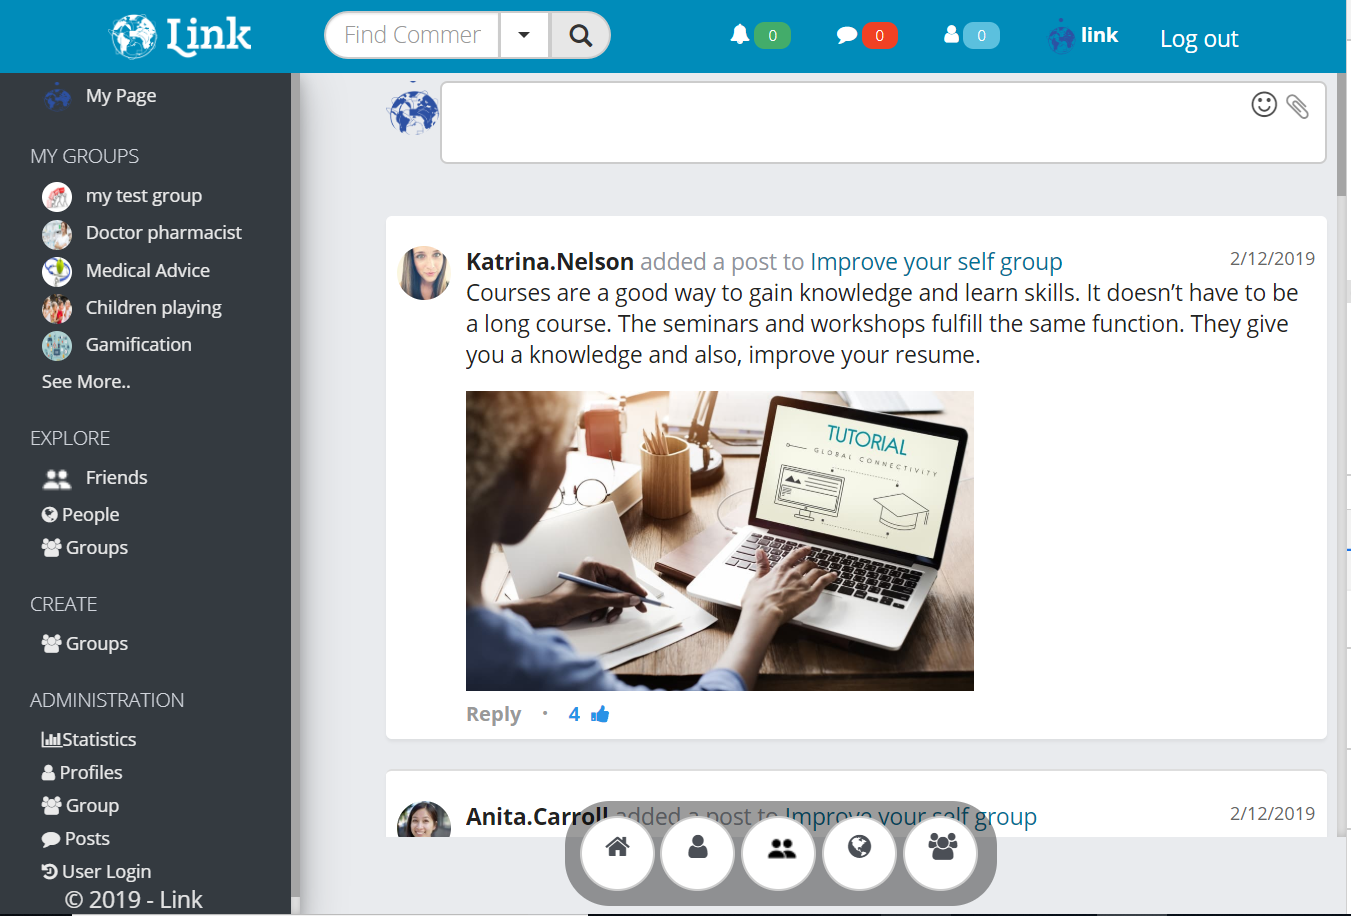 Link
Find Commer
0
0
0
link
Log out
My Page
MY GROUPS
my test group
Doctor pharmacist
Medical Advice
Children playing
Gamification
See More..
EXPLORE
Friends
People
Groups
CREATE
Groups
ADMINISTRATION
Statistics
Profiles
Group
Posts
User Login
© 2019 - Link
Katrina.Nelson added a post to Improve your self group
2/12/2019
Courses are a good way to gain knowledge and learn skills. It doesn’t have to be
a long course. The seminars and workshops fulfill the same function. They give
you a knowledge and also, improve your resume.
TUTORIAL
GLOBAL CONNECTIVITY
Reply · 4
Anita.Carroll added a post to Improve your self group
2/12/2019